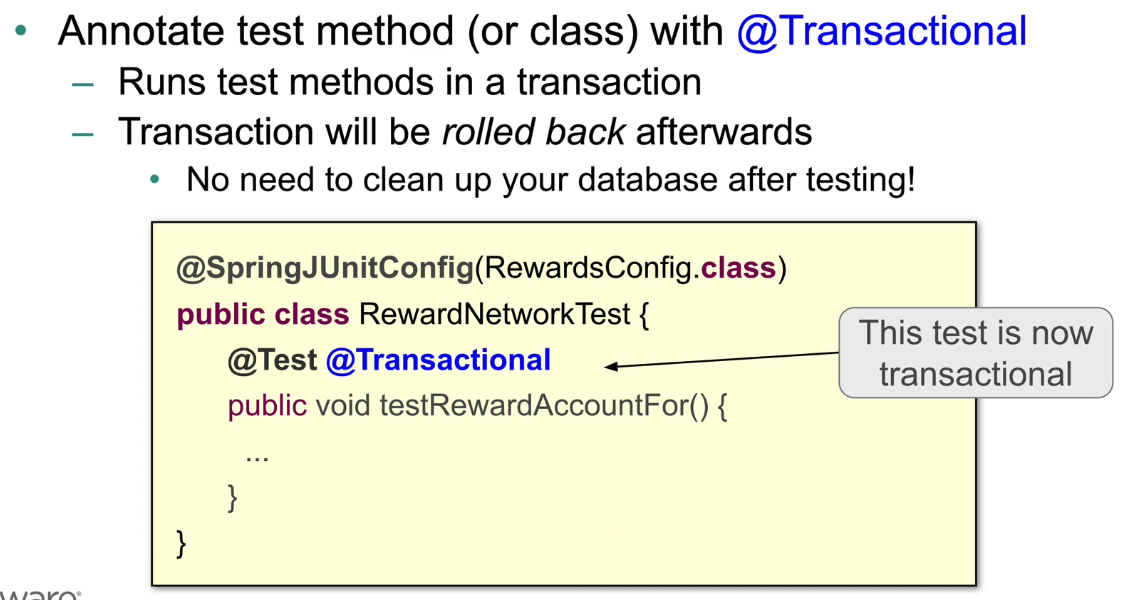 • Annotate test method (or class) with @Transactional
– Runs test methods in a transaction
– Transaction will be rolled back afterwards
• No need to clean up your database after testing!
@SpringJUnitConfig(RewardsConfig.class)
public class RewardNetworkTest {
@Test @Transactional
This test is now
transactional
public void testRewardAccountFor() {
...
}
}